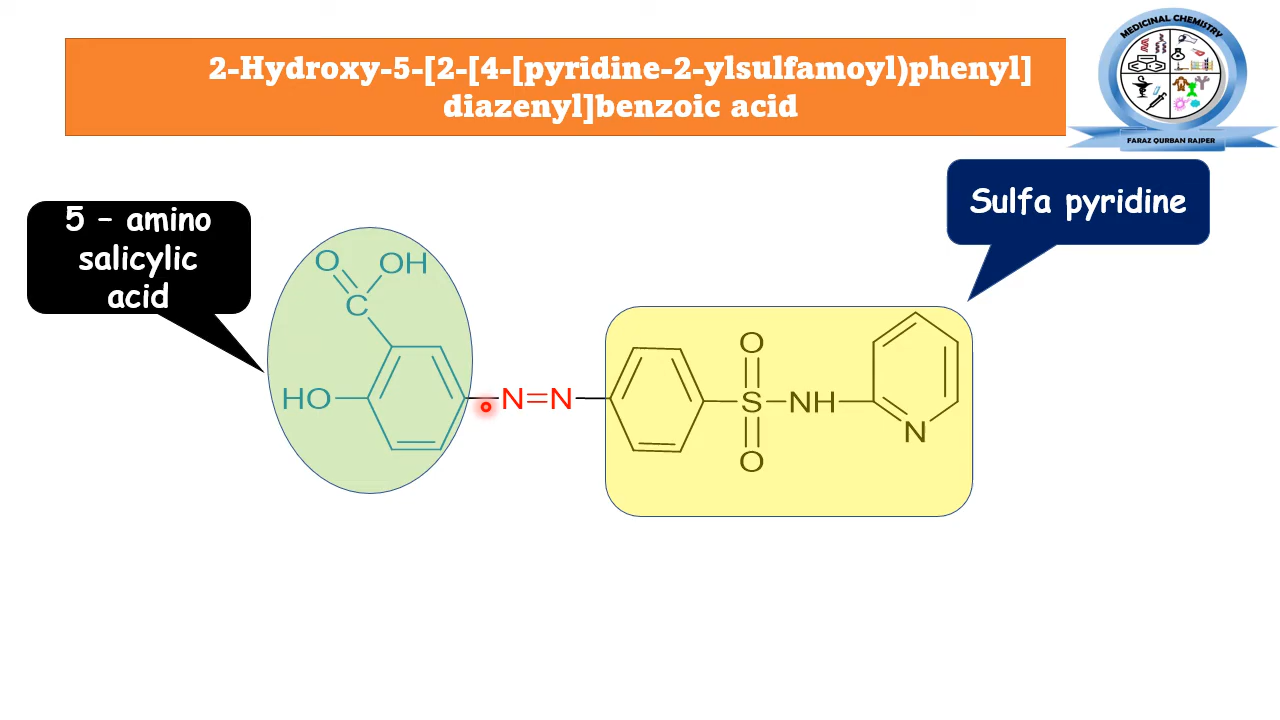 2-Hydroxy-5-[2-[4-[pyridine-2-ylsulfamoyl)phenyl]
diazenyl]benzoic acid
MEDICINAL CHEMISTRY
FARAZ QURBAN RAJPER
Sulfa pyridine
5 – amino
salicylic
acid
O
OH
C
HO
N=N
O
S
NH
O
N